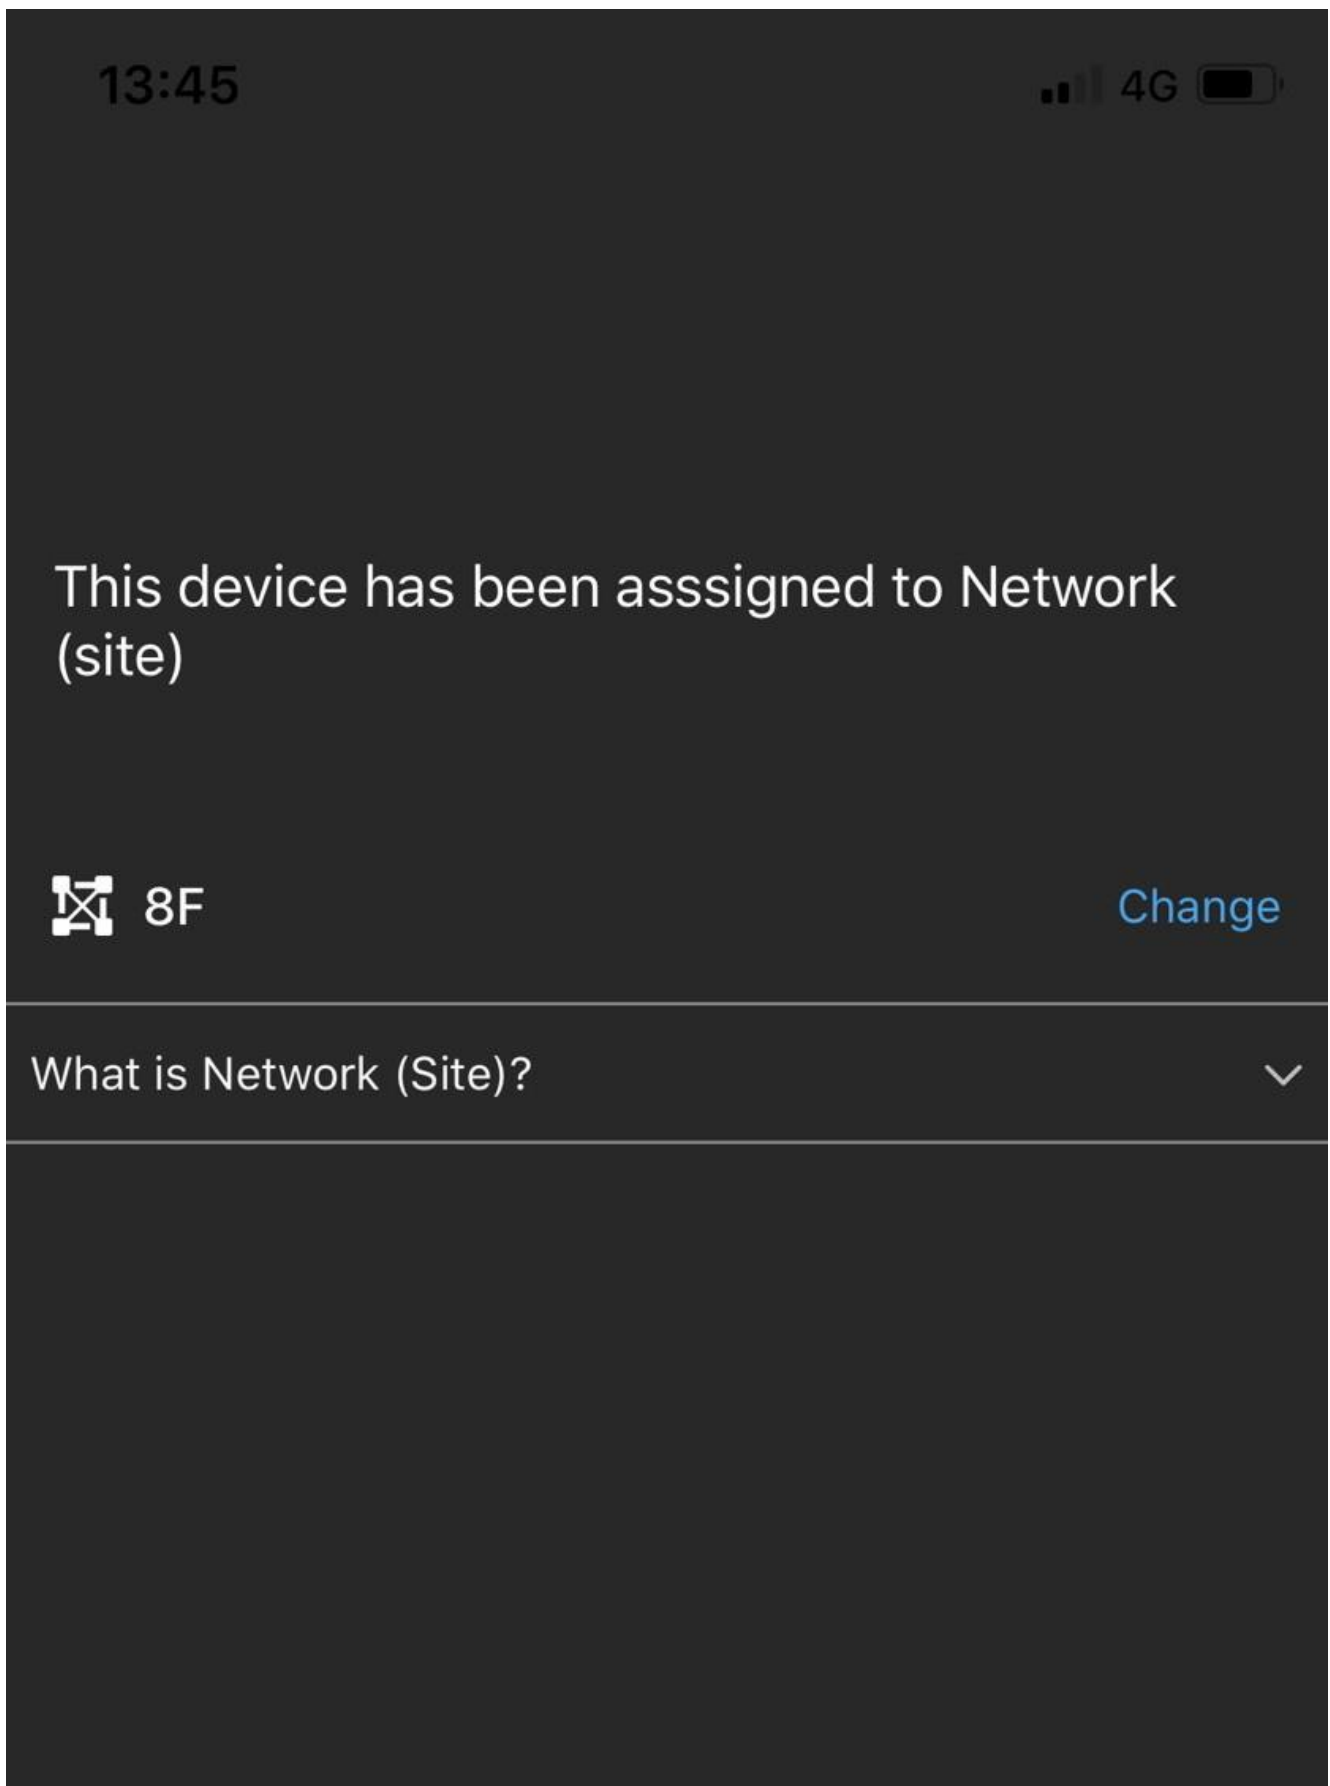 13:45
4G
This device has been asssigned to Network
(site)
8F
Change
What is Network (Site)?